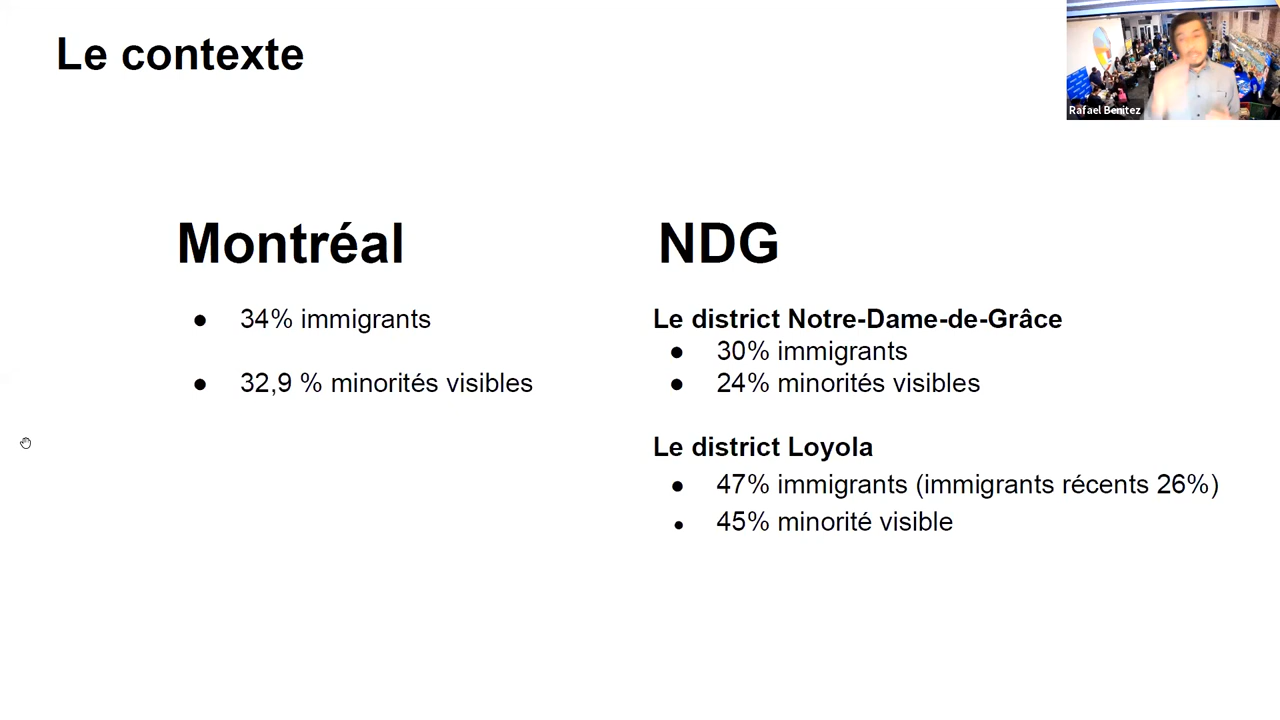 Le contexte
Rafael Benitez
Montréal
● 34% immigrants
● 32,9 % minorités visibles
NDG
Le district Notre-Dame-de-Grâce
● 30% immigrants
● 24% minorités visibles
Le district Loyola
● 47% immigrants (immigrants récents 26%)
● 45% minorité visible